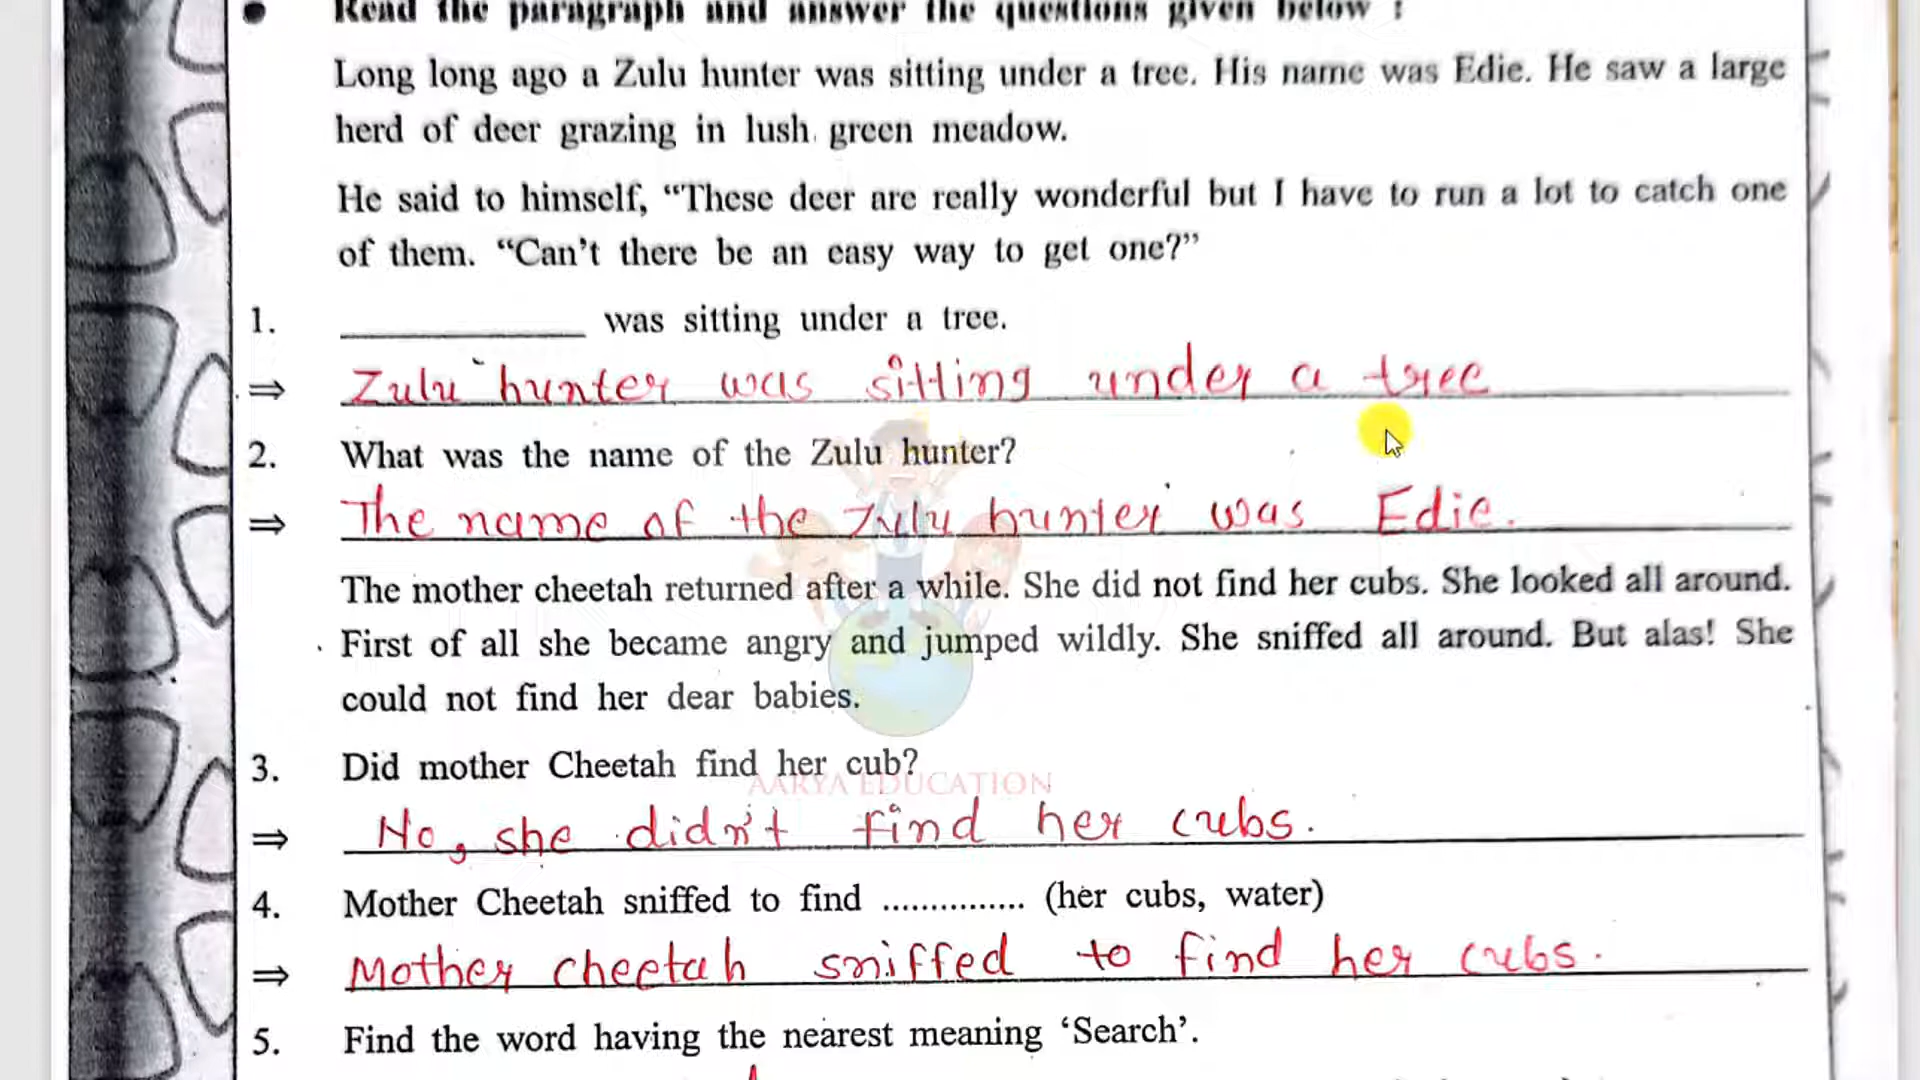 Read the paragraph and answer the questions given below :
Long long ago a Zulu hunter was sitting under a tree. His name was Edie. He saw a large
herd of deer grazing in lush green meadow.
He said to himself, “These deer are really wonderful but I have to run a lot to catch one
of them. “Can’t there be an easy way to get one?”
1. ____________ was sitting under a tree.
⇒ Zulu hunter was sitting under a tree
2. What was the name of the Zulu hunter?
⇒ The name of the Zulu hunter was Edie.
The mother cheetah returned after a while. She did not find her cubs. She looked all around.
First of all she became angry and jumped wildly. She sniffed all around. But alas! She
could not find her dear babies.
3. Did mother Cheetah find her cub?
AARYA EDUCATION
⇒ No, she didn't find her cubs.
4. Mother Cheetah sniffed to find ............... (her cubs, water)
⇒ Mother cheetah sniffed to find her cubs.
5. Find the word having the nearest meaning ‘Search’.